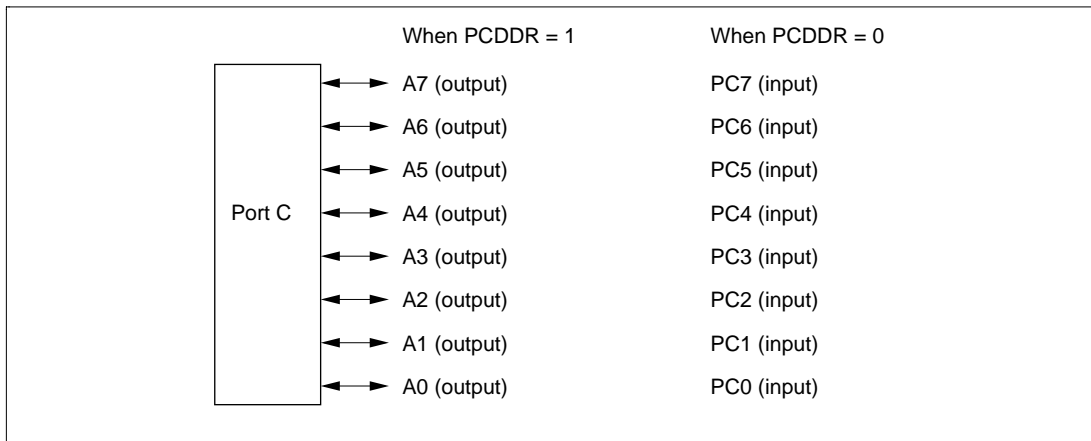 When PCDDR = 1 When PCDDR = 0
A7 (output) PC7 (input)
A6 (output) PC6 (input)
A5 (output) PC5 (input)
Port C A4 (output) PC4 (input)
A3 (output) PC3 (input)
A2 (output) PC2 (input)
A1 (output) PC1 (input)
A0 (output) PC0 (input)